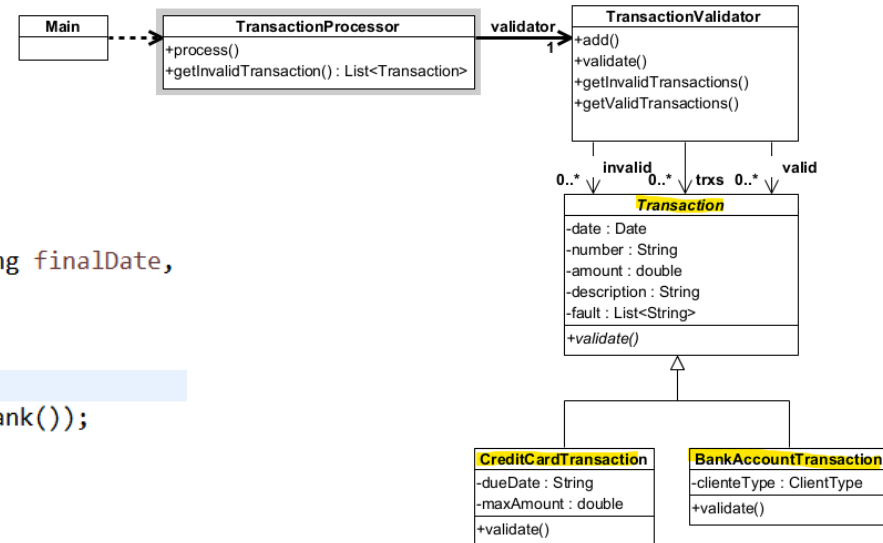 Main
TransactionProcessor
+process()
+getInvalidTransaction() : List<Transaction>
validator
1
TransactionValidator
+add()
+validate()
+getInvalidTransactions()
+getValidTransactions()
invalid
0..*
trxs
0..*
valid
0..*
Transaction
-date : Date
-number : String
-amount : double
-description : String
-fault : List<String>
+validate()
ng finalDate,
ank());
CreditCardTransaction
-dueDate : String
-maxAmount : double
+validate()
BankAccountTransaction
-clienteType : ClientType
+validate()